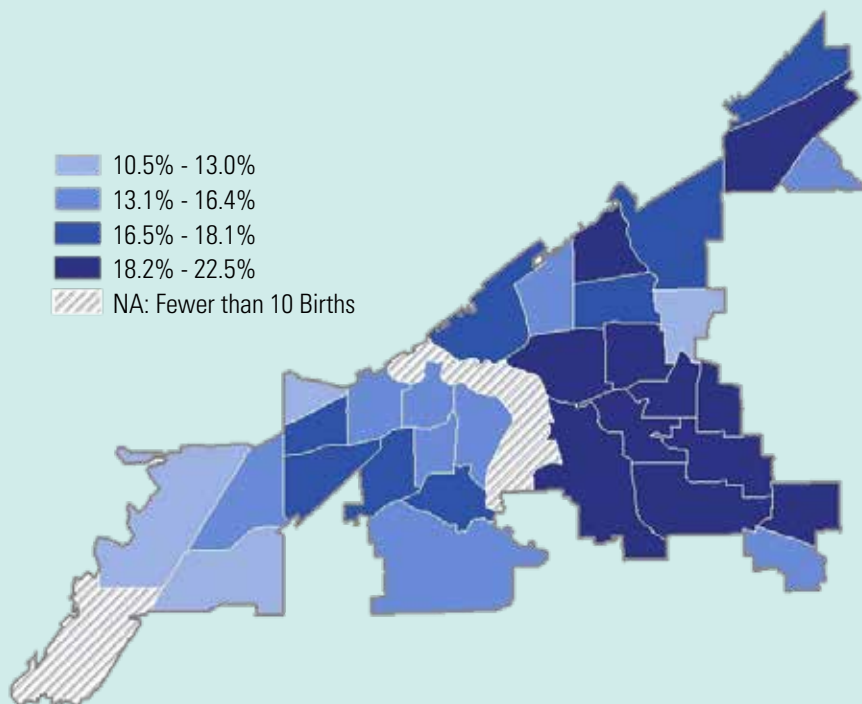 10.5% - 13.0%
13.1% - 16.4%
16.5% - 18.1%
18.2% - 22.5%
NA: Fewer than 10 Births